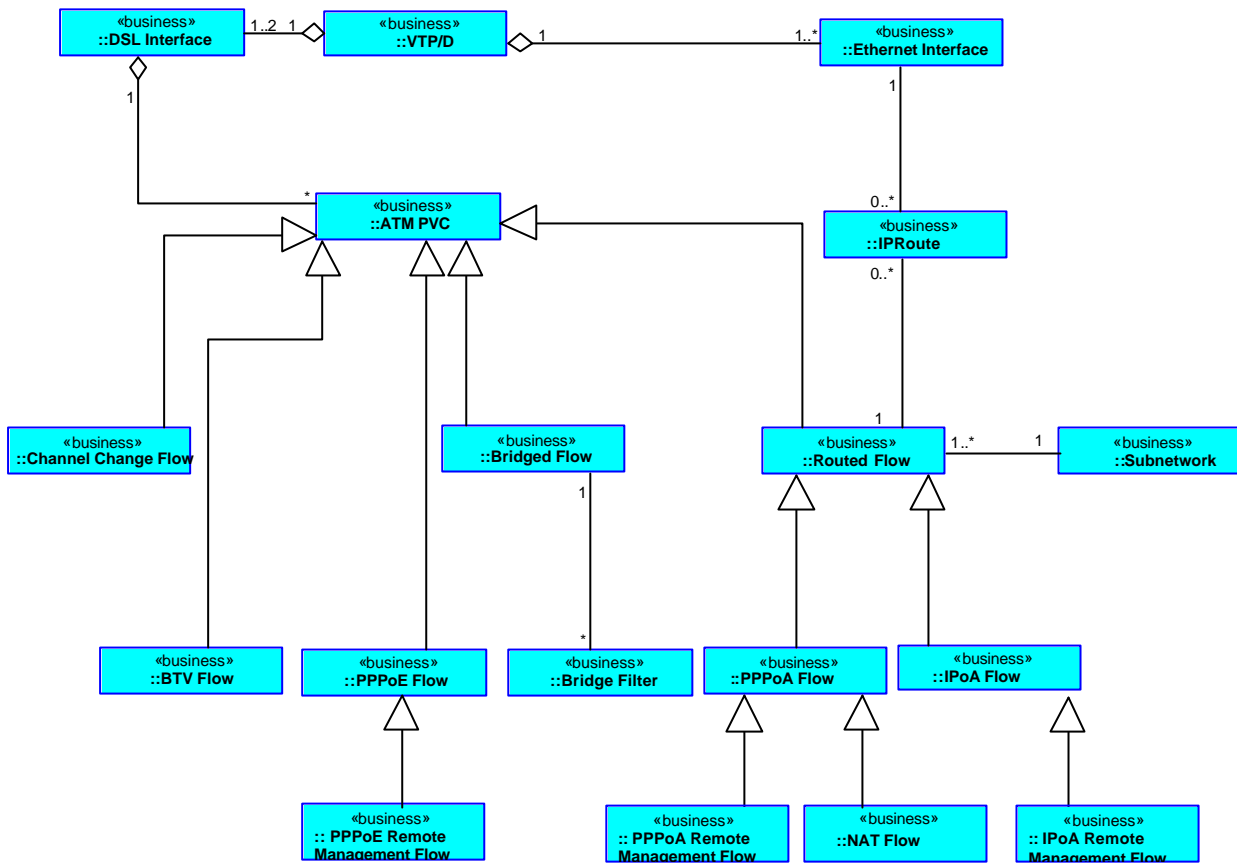 «business»
::DSL Interface
1..2
1
«business»
::VTP/D
1
1..*
«business»
::Ethernet Interface
1
1
*
«business»
::ATM PVC
0..*
«business»
::IPRoute
0..*
1
«business»
::Channel Change Flow
«business»
::Bridged Flow
1
«business»
::Routed Flow
1..*
1
«business»
::Subnetwork
«business»
::BTV Flow
«business»
::PPPoE Flow
*
«business»
::Bridge Filter
«business»
::PPPoA Flow
«business»
::IPoA Flow
«business»
:: PPPoE Remote
Management Flow
«business»
:: PPPoA Remote
Management Flow
«business»
::NAT Flow
«business»
:: IPoA Remote
Management Flow